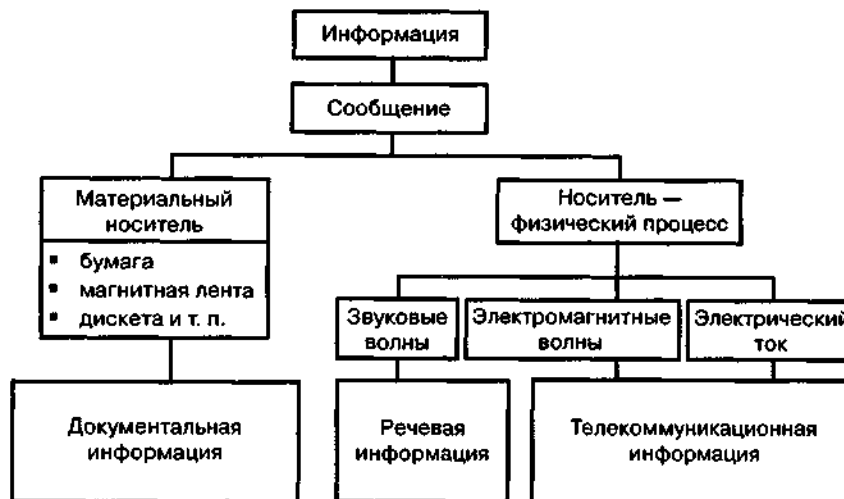 Информация
Сообщение
Материальный
носитель
▪ бумага
▪ магнитная лента
▪ дискета и т. п.
Носитель —
физический процесс
Звуковые
волны
Электромагнитные
волны
Электрический
ток
Документальная
информация
Речевая
информация
Телекоммуникационная
информация